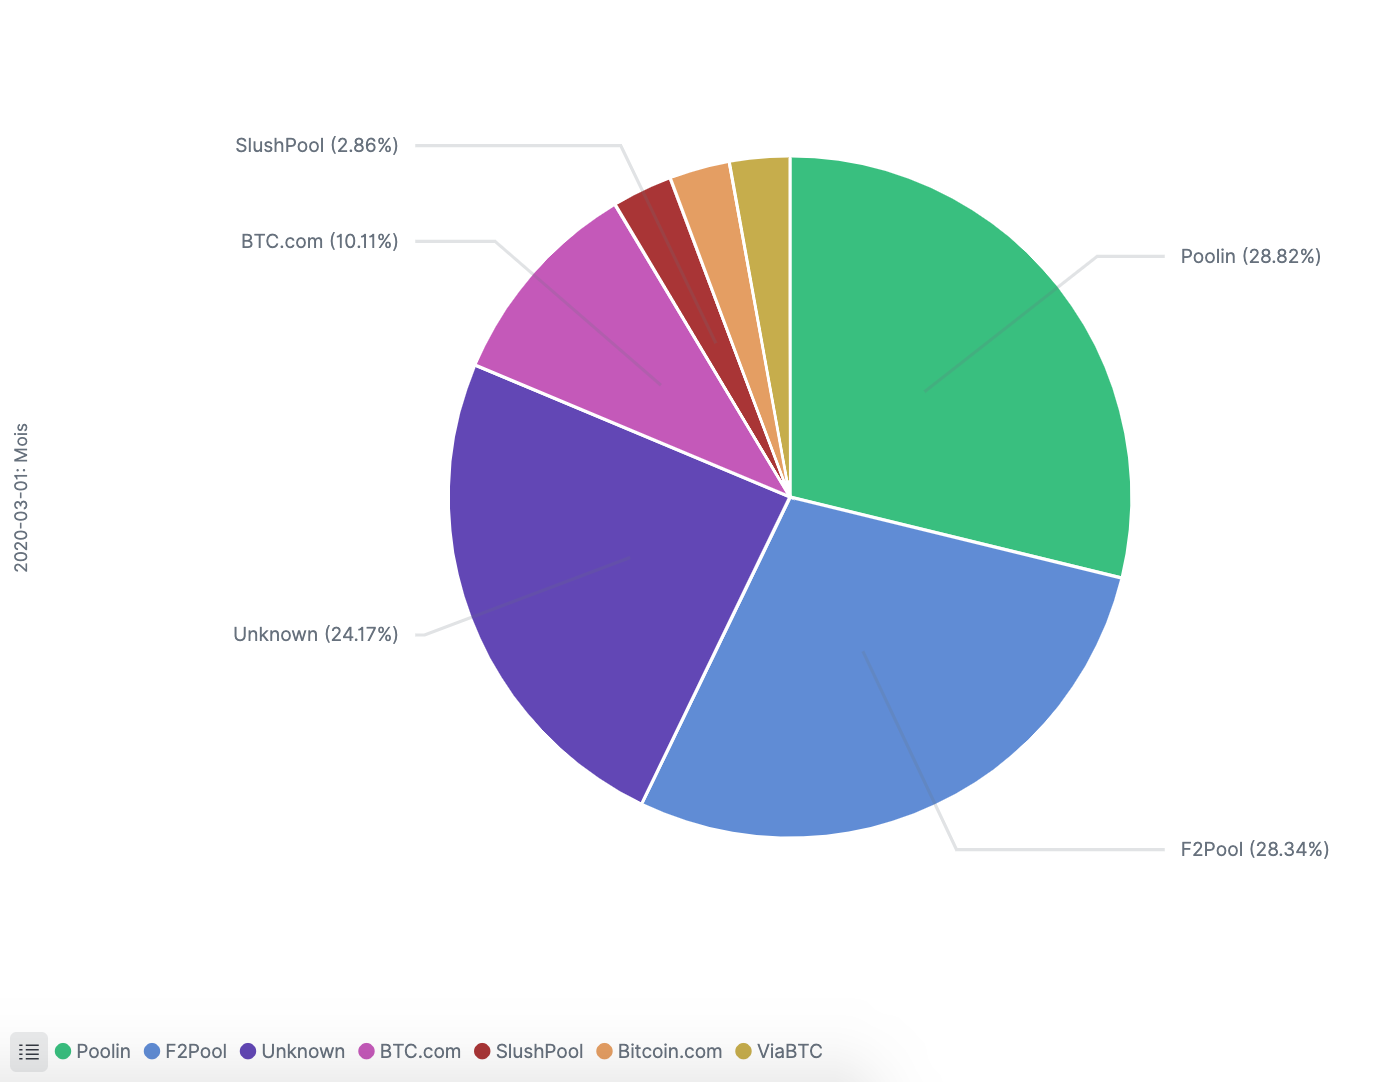 SlushPool (2.86%)
BTC.com (10.11%)
Poolin (28.82%)
2020-03-01: Mois
Unknown (24.17%)
F2Pool (28.34%)
Poolin F2Pool Unknown BTC.com SlushPool Bitcoin.com ViaBTC